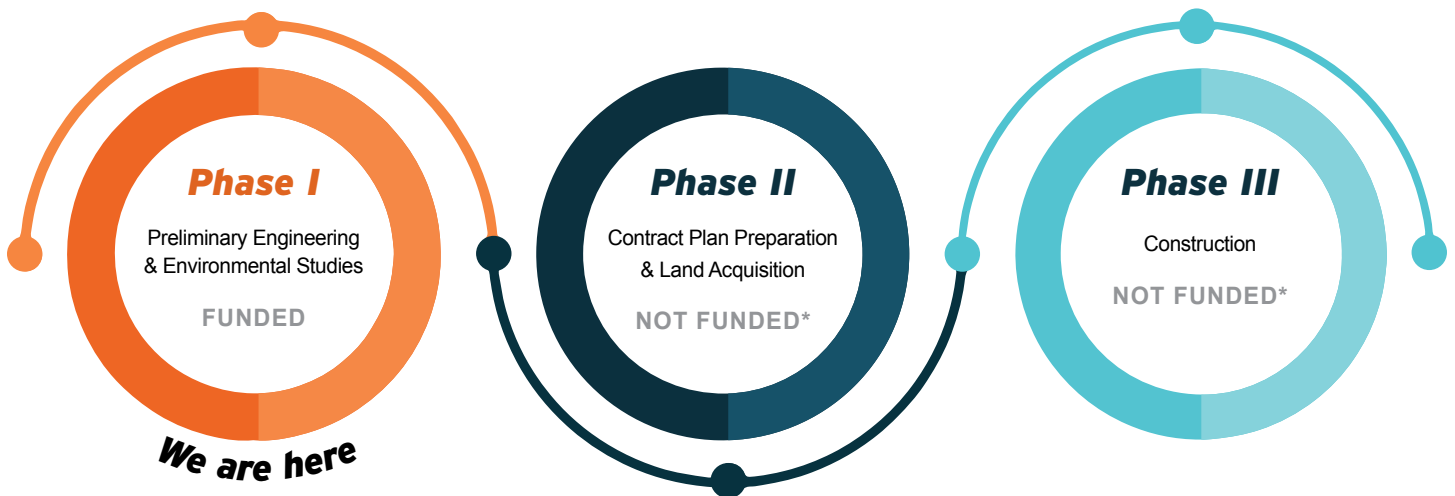 Phase I
Preliminary Engineering
& Environmental Studies
FUNDED
We are here
Phase II
Contract Plan Preparation
& Land Acquisition
NOT FUNDED*
Phase III
Construction
NOT FUNDED*